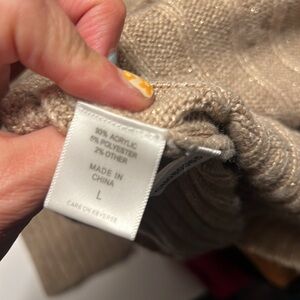 93% ACRYLIC
5% POLYESTER
2% OTHER
MADE IN
CHINA
L
CARE ON REVERSE